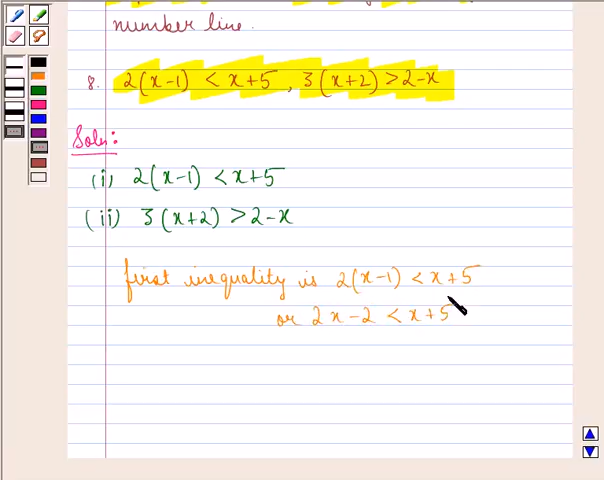 number line.
8. 2(x-1) < x+5 , 3(x+2) > 2-x
Soln:
(i) 2(x-1) < x+5
(ii) 3(x+2) > 2-x
first inequality is 2(x-1) < x+5
or 2x-2 < x+5